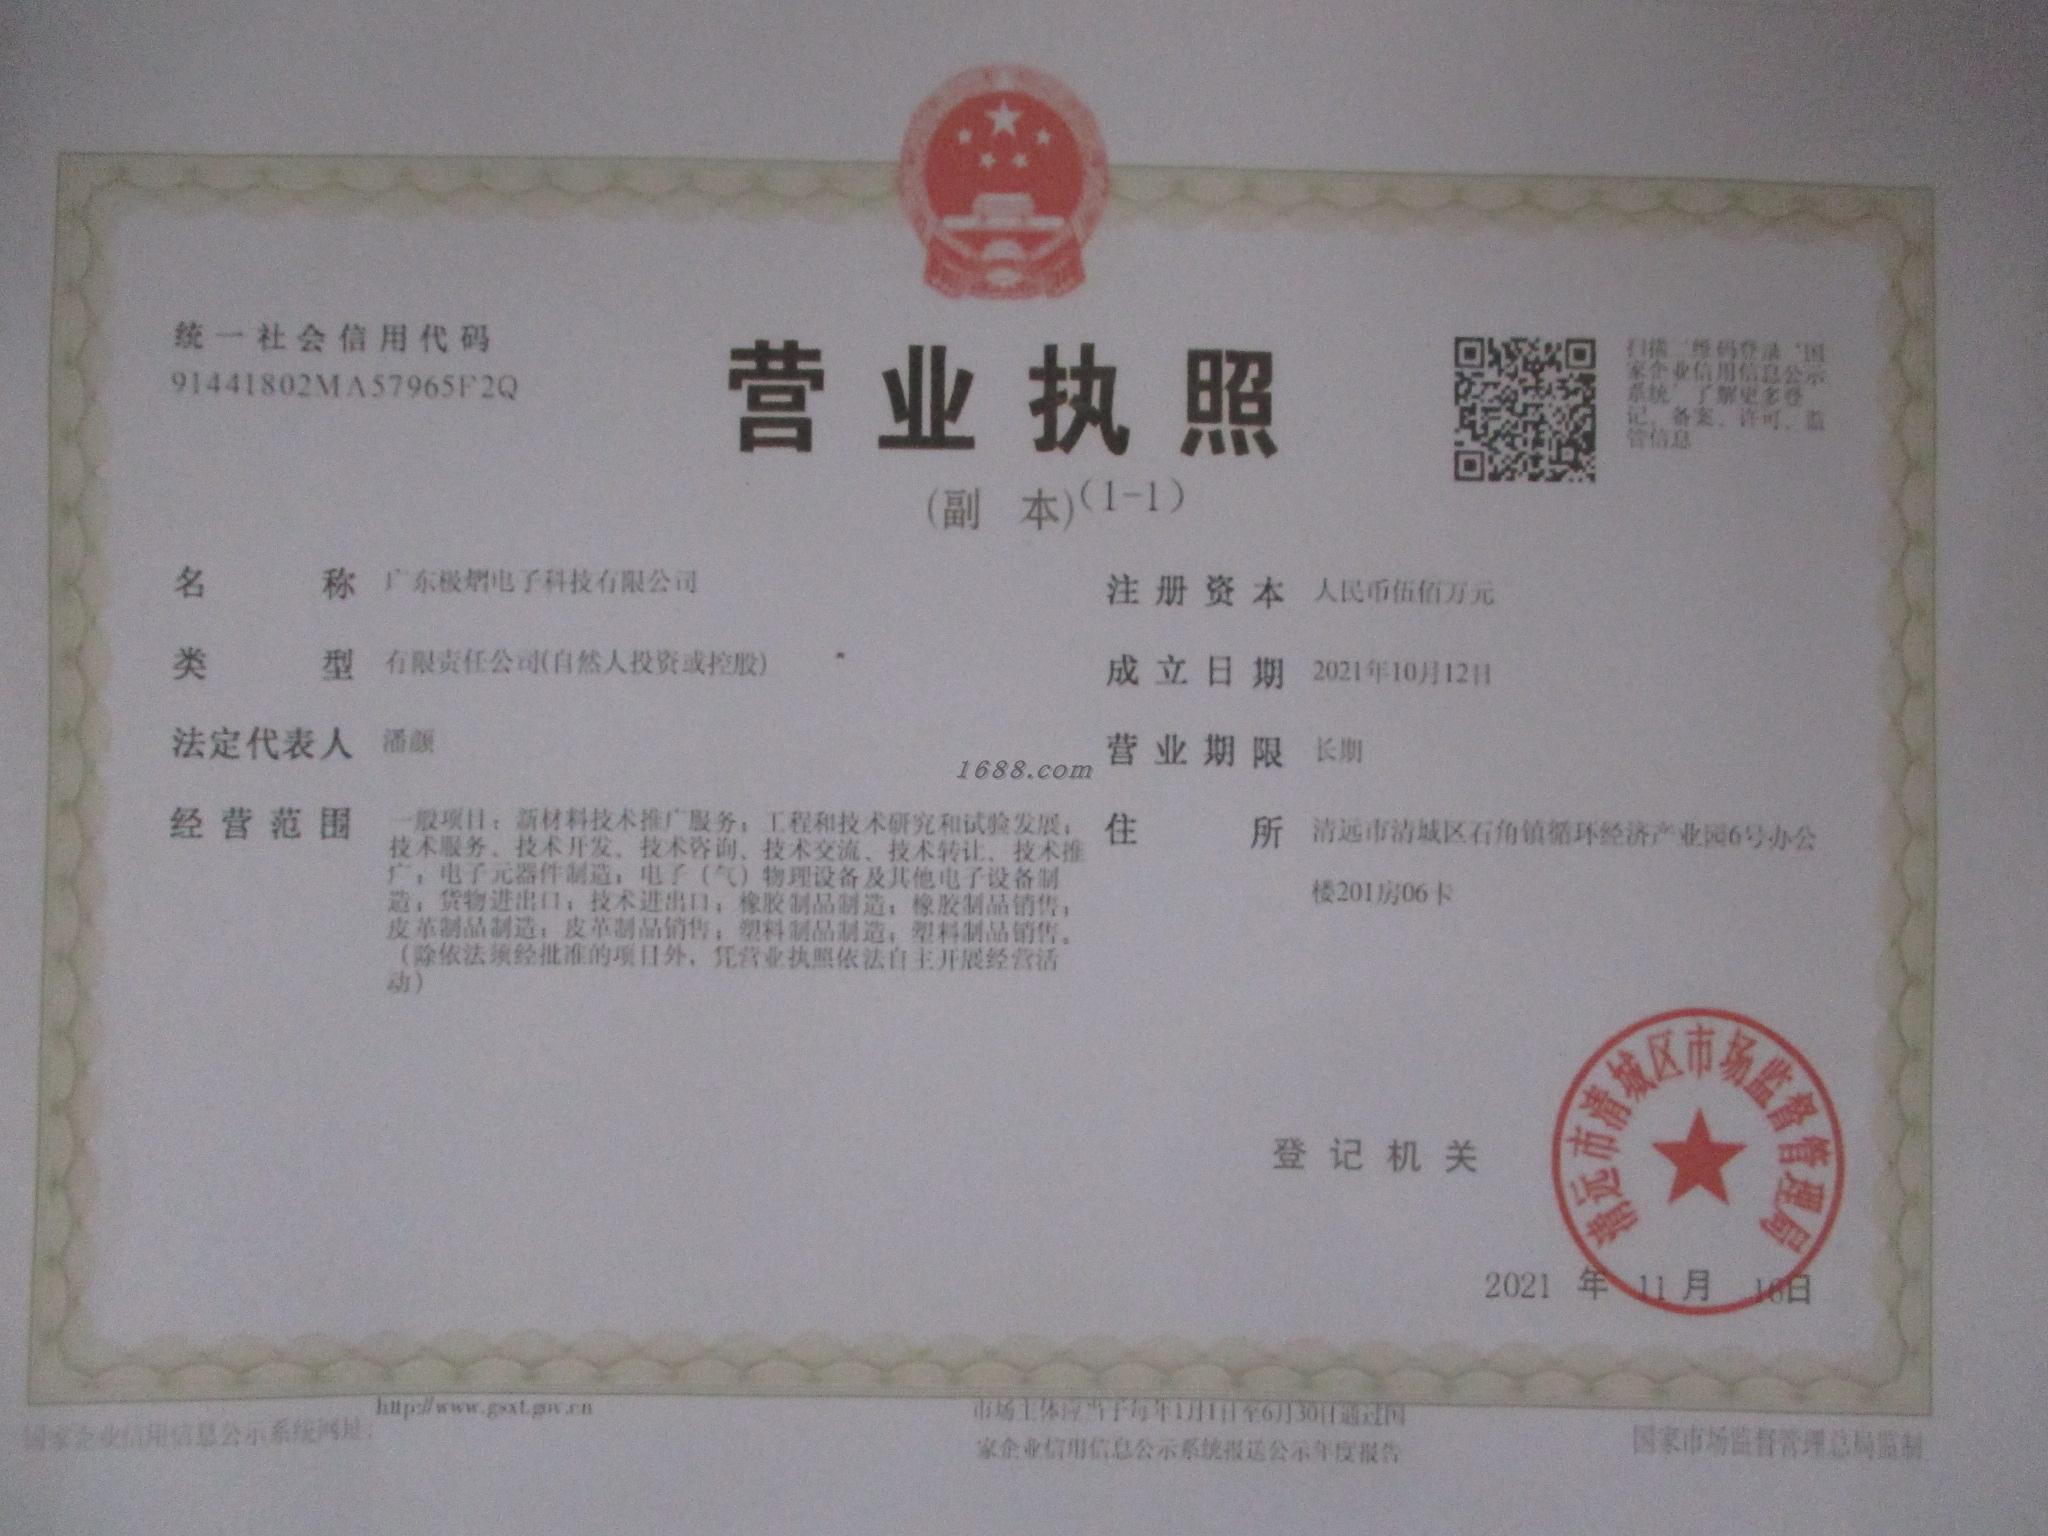 统一社会信用代码
91441802MA57965F2Q
营业执照
(副 本)(1-1)
扫描二维码登录‘国
家企业信用信息公示
系统’了解更多登
记、备案、许可、监
管信息
名 称 广东极熠电子科技有限公司
类 型 有限责任公司(自然人投资或控股)
法定代表人 潘颜
经营范围 一般项目：新材料技术推广服务；工程和技术研究和试验发展；
技术服务、技术开发、技术咨询、技术交流、技术转让、技术推
广；电子元器件制造；电子（气）物理设备及其他电子设备制
造；货物进出口；技术进出口；橡胶制品制造；橡胶制品销售；
皮革制品制造；皮革制品销售；塑料制品制造；塑料制品销售。
（除依法须经批准的项目外，凭营业执照依法自主开展经营活
动）
注册资本 人民币伍佰万元
成立日期 2021年10月12日
营业期限 长期
住 所 清远市清城区石角镇循环经济产业园6号办公
楼201房06卡
1688.com
登记机关
清远市清城区市场监督管理局
2021 年 11 月 16日
国家企业信用信息公示系统网址：
http://www.gsxt.gov.cn
市场主体应当于每年1月1日至6月30日通过国
家企业信用信息公示系统报送公示年度报告
国家市场监督管理总局监制